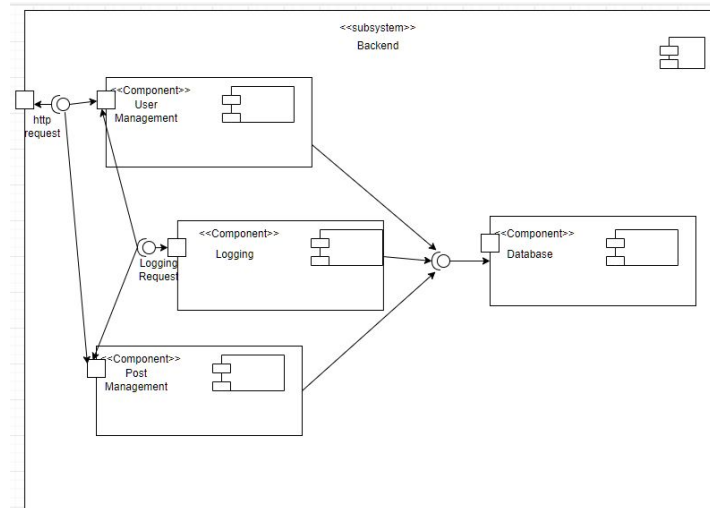 <<subsystem>>
Backend
<<Component>>
User
Management
http
request
<<Component>>
Logging
Logging
Request
<<Component>>
Database
<<Component>>
Post
Management